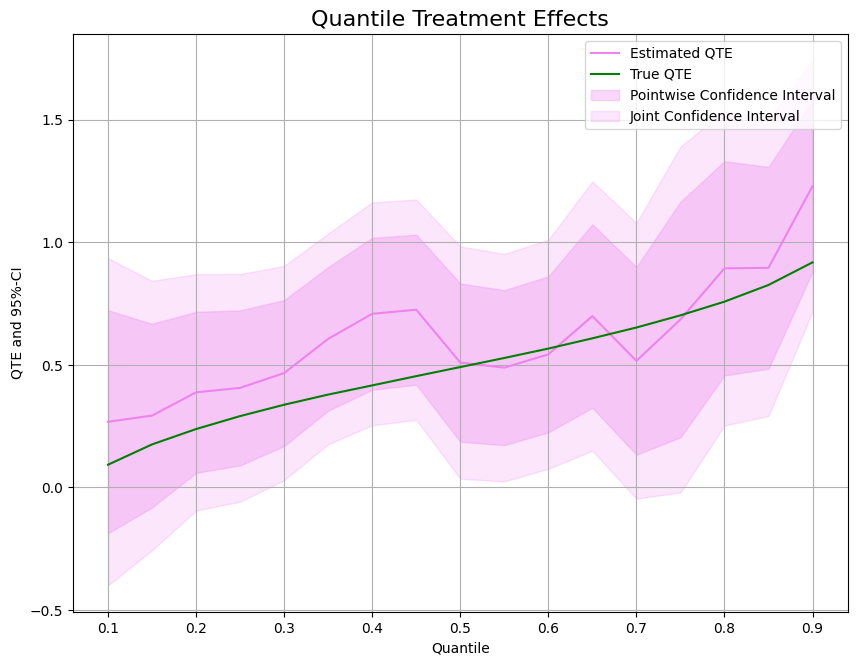 Quantile Treatment Effects
Estimated QTE
True QTE
Pointwise Confidence Interval
Joint Confidence Interval
QTE and 95%-CI
1.5
1.0
0.5
0.0
−0.5
0.1 0.2 0.3 0.4 0.5 0.6 0.7 0.8 0.9
Quantile